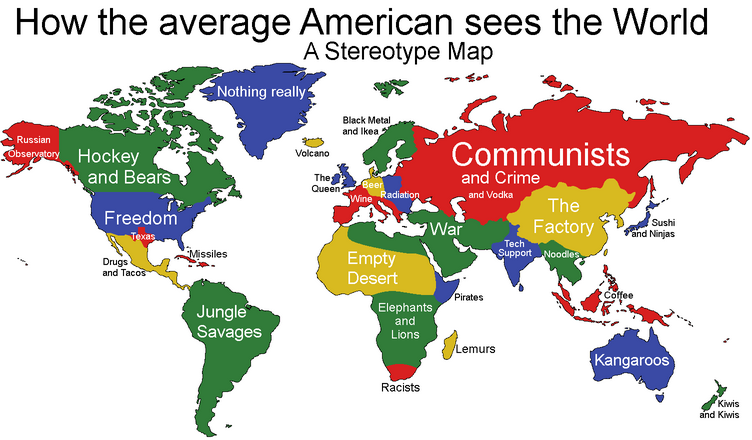 How the average American sees the World
A Stereotype Map
Nothing really
Russian
Observatory
Hockey
and Bears
Volcano
Black Metal
and Ikea
The
Queen
Beer
Wine
Radiation
Communists
and Crime
and Vodka
The
Factory
Sushi
and Ninjas
Freedom
Texas
Drugs
and Tacos
Missiles
War
Empty
Desert
Tech
Support
Noodles
Pirates
Coffee
Jungle
Savages
Elephants
and
Lions
Lemurs
Racists
Kangaroos
Kiwis
and Kiwis